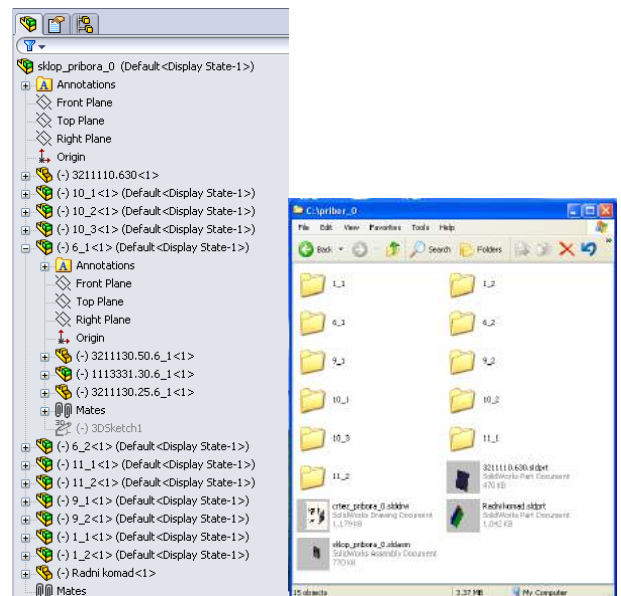 sklop_pribora_0 (Default<Display State-1>)
Annotations
Front Plane
Top Plane
Right Plane
Origin
(-) 3211110.630<1>
(-) 10_1<1> (Default<Display State-1>)
(-) 10_2<1> (Default<Display State-1>)
(-) 10_3<1> (Default<Display State-1>)
(-) 6_1<1> (Default<Display State-1>)
Annotations
Front Plane
Top Plane
Right Plane
Origin
(-) 3211130.50.6_1<1>
(-) 1113331.30.6_1<1>
(-) 3211130.25.6_1<1>
Mates
(-) 3DSketch1
(-) 6_2<1> (Default<Display State-1>)
(-) 11_1<1> (Default<Display State-1>)
(-) 11_2<1> (Default<Display State-1>)
(-) 9_1<1> (Default<Display State-1>)
(-) 9_2<1> (Default<Display State-1>)
(-) 1_1<1> (Default<Display State-1>)
(-) 1_2<1> (Default<Display State-1>)
(-) Radni komad<1>
Mates
C:\pribor_0
File Edit View Favorites Tools Help
Back Search Folders
1_1 1_2
6_1 6_2
9_1 9_2
10_1 10_2
10_3 11_1
11_2
3211110.630.sldprt
SolidWorks Part Document
470 KB
crtez_pribora_0.slddrw
SolidWorks Drawing Document
1,179 KB
Radni komad.sldprt
SolidWorks Part Document
1,042 KB
sklop_pribora_0.sldasm
SolidWorks Assembly Document
770 KB
15 objects 3.37 MB My Computer